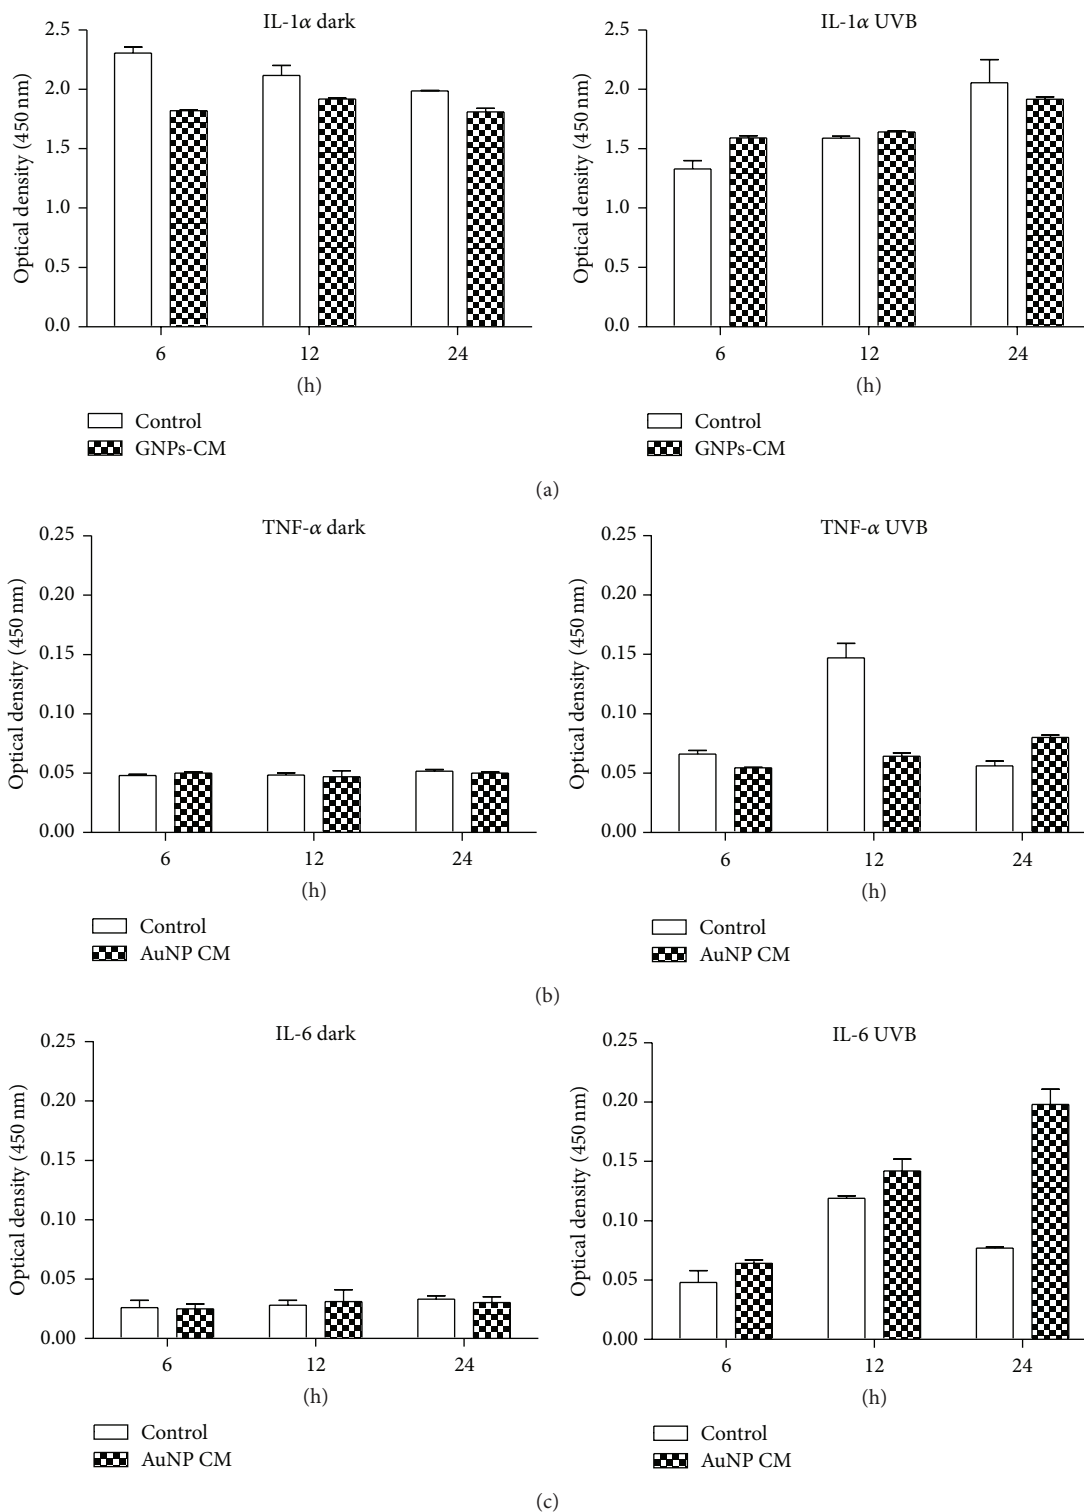 IL-1α dark
Optical density (450 nm)
2.5
2.0
1.5
1.0
0.5
0.0
6 12 24
(h)
Control
GNPs-CM
IL-1α UVB
Optical density (450 nm)
2.5
2.0
1.5
1.0
0.5
0.0
6 12 24
(h)
Control
GNPs-CM
(a)
TNF-α dark
Optical density (450 nm)
0.25
0.20
0.15
0.10
0.05
0.00
6 12 24
(h)
Control
AuNP CM
TNF-α UVB
Optical density (450 nm)
0.25
0.20
0.15
0.10
0.05
0.00
6 12 24
(h)
Control
AuNP CM
(b)
IL-6 dark
Optical density (450 nm)
0.25
0.20
0.15
0.10
0.05
0.00
6 12 24
(h)
Control
AuNP CM
IL-6 UVB
Optical density (450 nm)
0.25
0.20
0.15
0.10
0.05
0.00
6 12 24
(h)
Control
AuNP CM
(c)